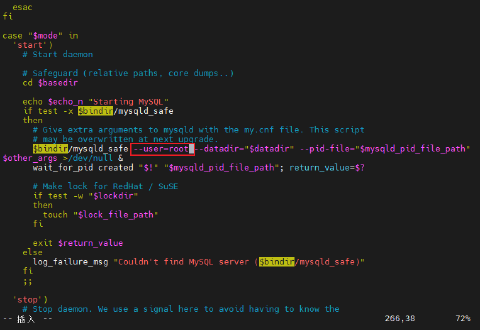 esac
fi

case "$mode" in
  'start')
    # Start daemon

    # Safeguard (relative paths, core dumps..)
    cd $basedir

    echo $echo_n "Starting MySQL"
    if test -x $bindir/mysqld_safe
    then
      # Give extra arguments to mysqld with the my.cnf file. This script
      # may be overwritten at next upgrade.
      $bindir/mysqld_safe --user=root --datadir="$datadir" --pid-file="$mysqld_pid_file_path"
$other_args >/dev/null &
      wait_for_pid created "$!" "$mysqld_pid_file_path"; return_value=$?

      # Make lock for RedHat / SuSE
      if test -w "$lockdir"
      then
        touch "$lock_file_path"
      fi

      exit $return_value
    else
      log_failure_msg "Couldn't find MySQL server ($bindir/mysqld_safe)"
    fi
    ;;

  'stop')
    # Stop daemon. We use a signal here to avoid having to know the
-- 插入 -- 266,38 72%